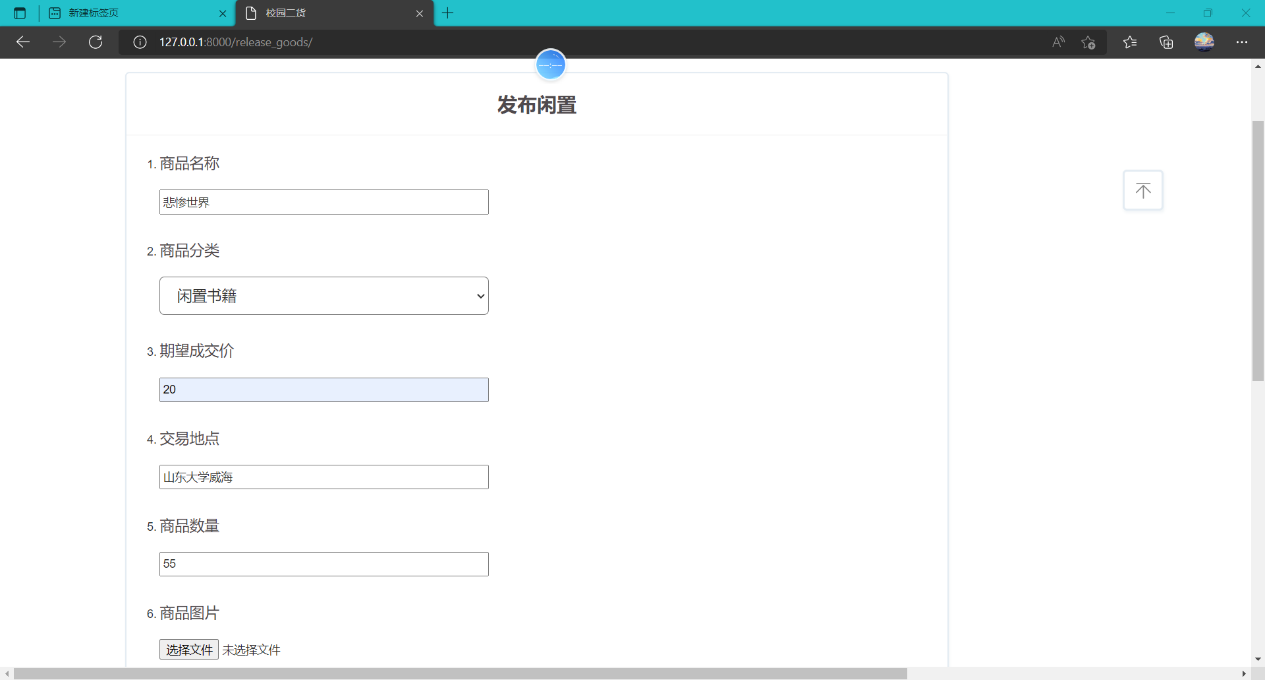 新建标签页
校园二货
127.0.0.1:8000/release_goods/
发布闲置
1. 商品名称
悲惨世界
2. 商品分类
闲置书籍
3. 期望成交价
20
4. 交易地点
山东大学威海
5. 商品数量
55
6. 商品图片
选择文件 未选择文件